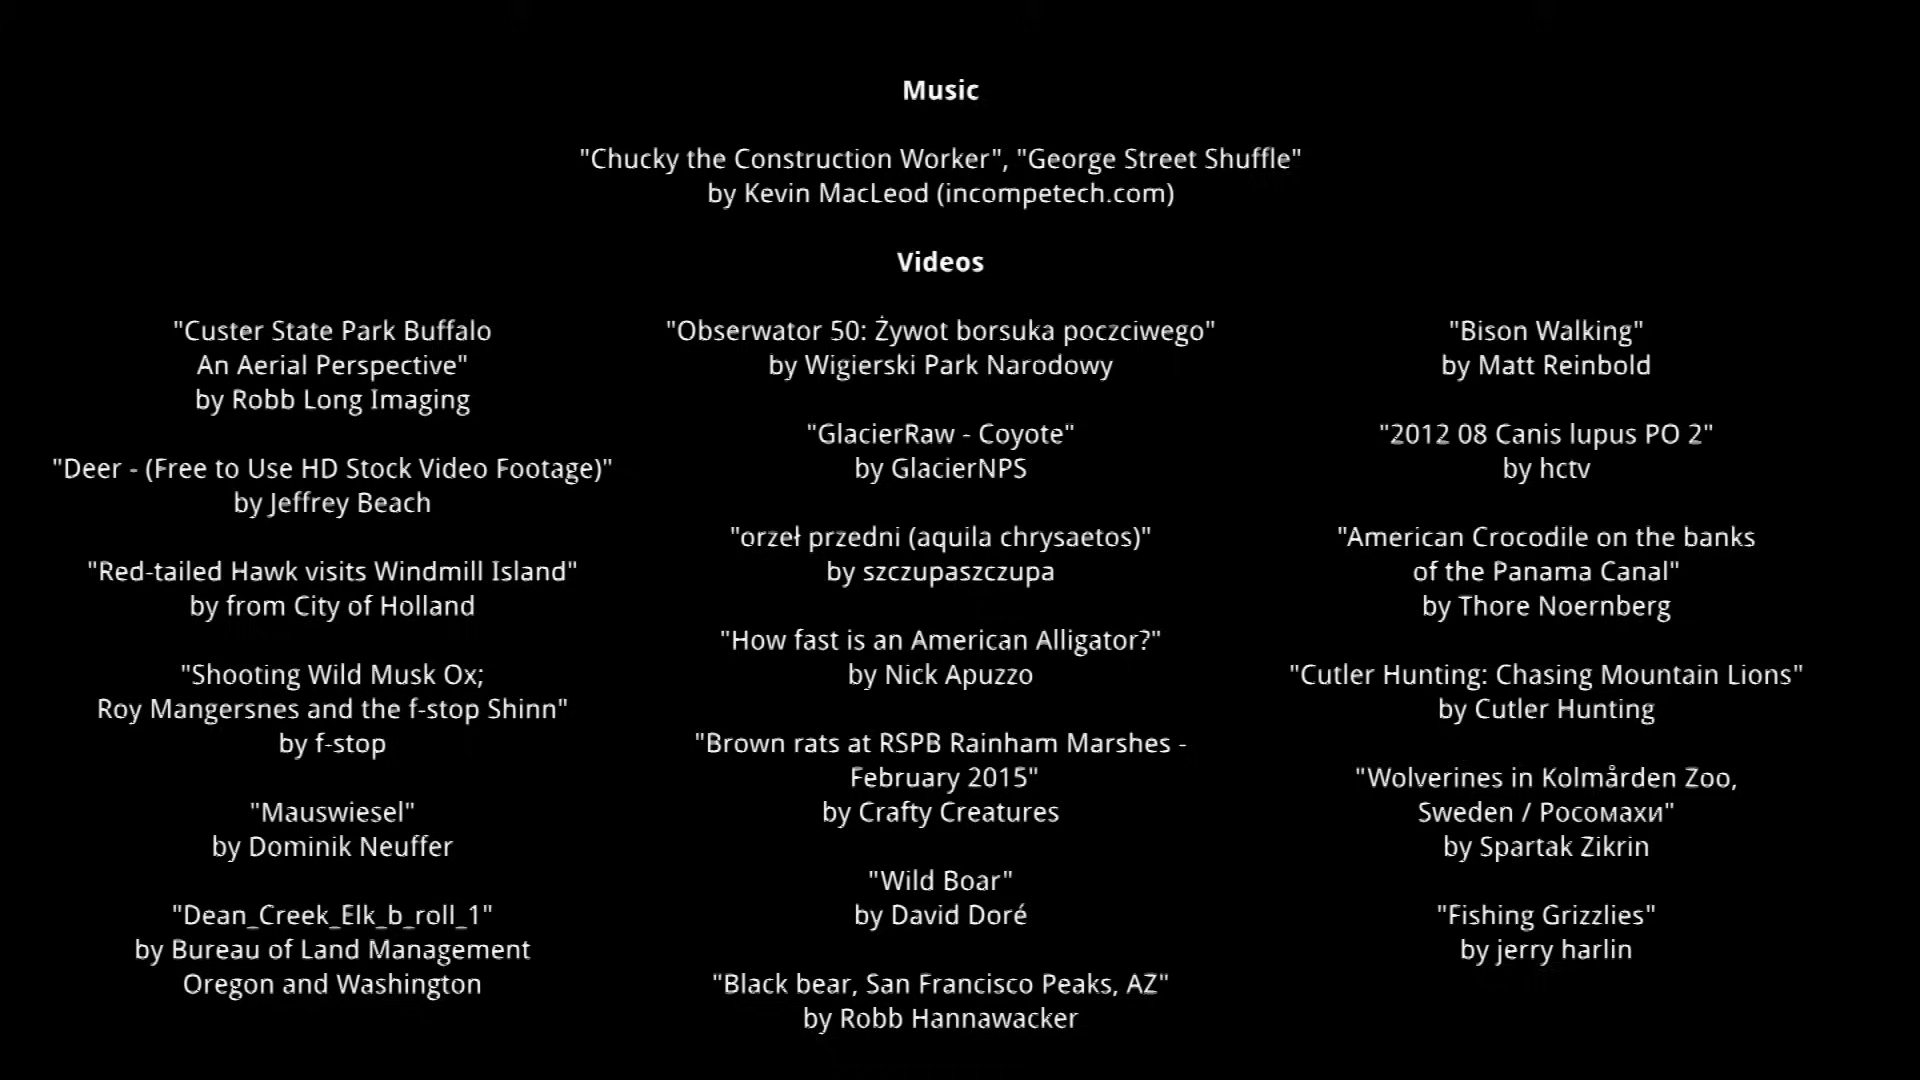 Music
"Chucky the Construction Worker", "George Street Shuffle"
by Kevin MacLeod (incompetech.com)
Videos
"Custer State Park Buffalo
An Aerial Perspective"
by Robb Long Imaging
"Deer - (Free to Use HD Stock Video Footage)"
by Jeffrey Beach
"Red-tailed Hawk visits Windmill Island"
by from City of Holland
"Shooting Wild Musk Ox;
Roy Mangersnes and the f-stop Shinn"
by f-stop
"Mauswiesel"
by Dominik Neuffer
"Dean_Creek_Elk_b_roll_1"
by Bureau of Land Management
Oregon and Washington
"Obserwator 50: Żywot borsuka poczciwego"
by Wigierski Park Narodowy
"GlacierRaw - Coyote"
by GlacierNPS
"orzeł przedni (aquila chrysaetos)"
by szczupaszczupa
"How fast is an American Alligator?"
by Nick Apuzzo
"Brown rats at RSPB Rainham Marshes -
February 2015"
by Crafty Creatures
"Wild Boar"
by David Doré
"Black bear, San Francisco Peaks, AZ"
by Robb Hannawacker
"Bison Walking"
by Matt Reinbold
"2012 08 Canis lupus PO 2"
by hctv
"American Crocodile on the banks
of the Panama Canal"
by Thore Noernberg
"Cutler Hunting: Chasing Mountain Lions"
by Cutler Hunting
"Wolverines in Kolmården Zoo,
Sweden / Росомахи"
by Spartak Zikrin
"Fishing Grizzlies"
by jerry harlin